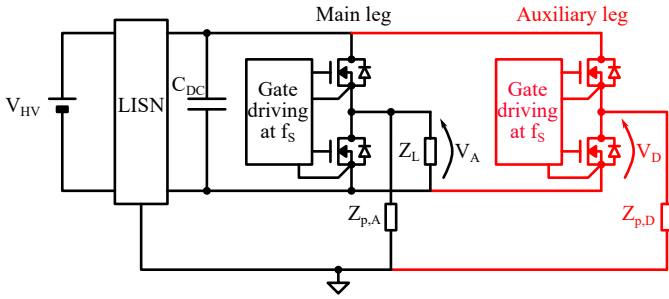 Main leg
Auxiliary leg
V_HV
LISN
C_DC
Gate
driving
at f_S
Z_L
V_A
Z_p,A
Gate
driving
at f_S
V_D
Z_p,D